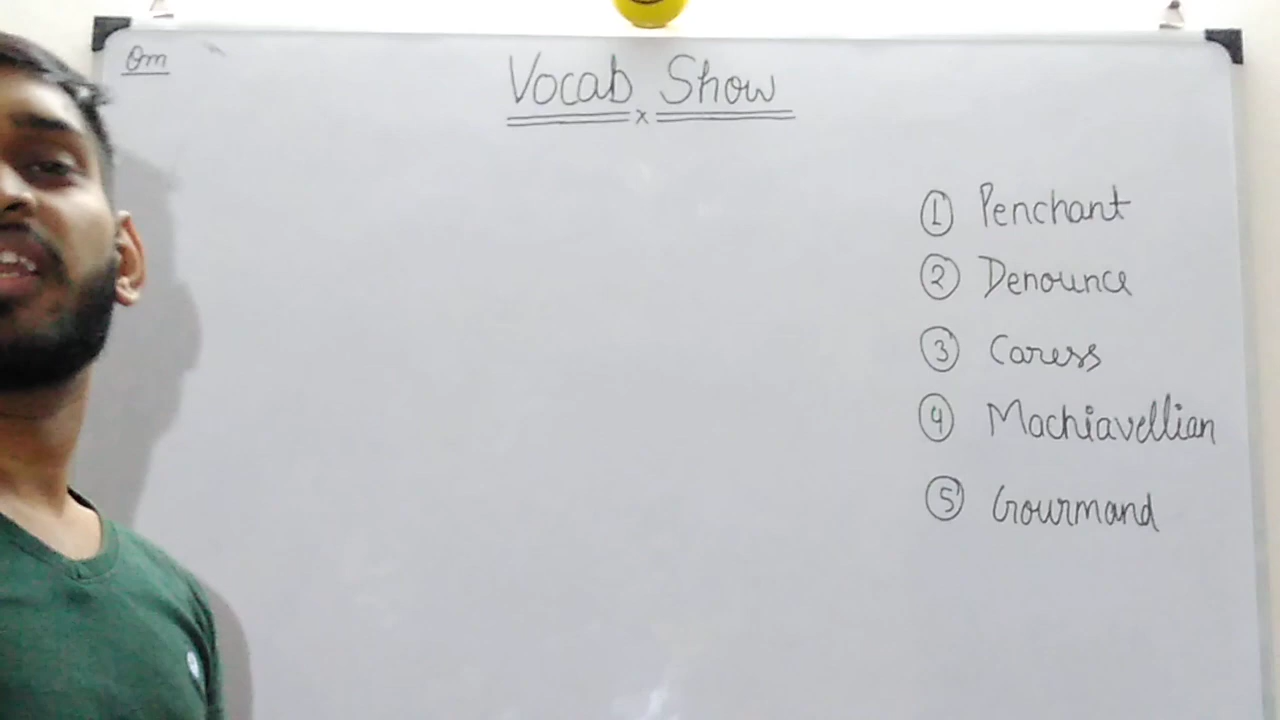 Om
Vocab Show
x
1 Penchant
2 Denounce
3 Caress
4 Machiavellian
5 Gourmand